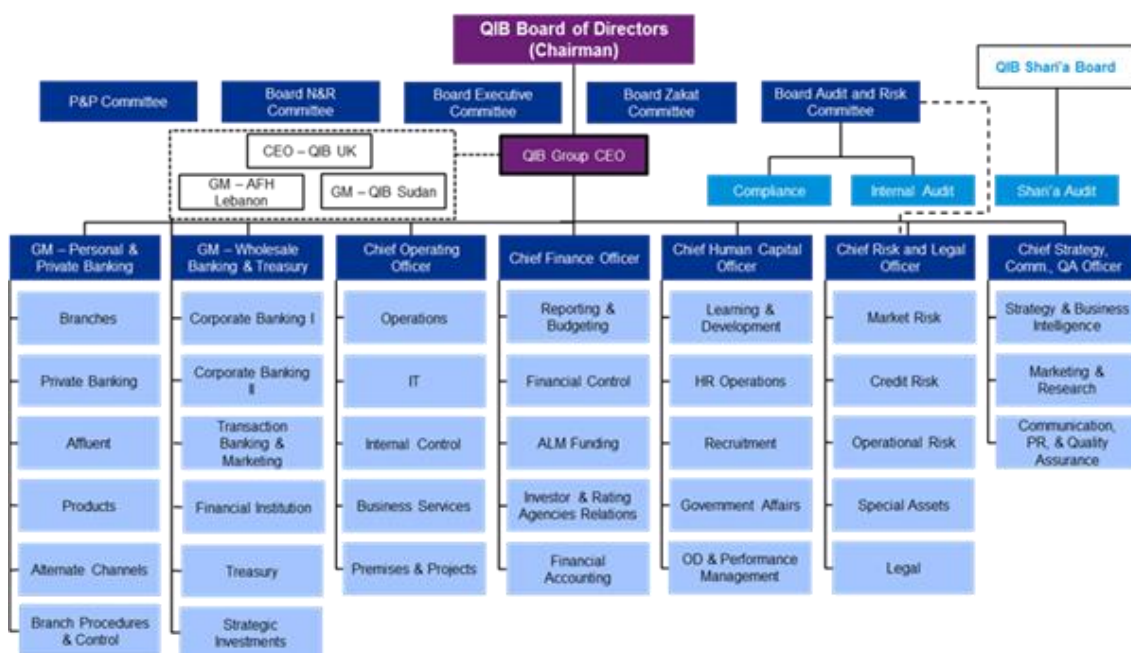 QIB Board of Directors
(Chairman)
QIB Shari'a Board
P&P Committee
Board N&R
Committee
Board Executive
Committee
Board Zakat
Committee
Board Audit and Risk
Committee
CEO – QIB UK
GM – AFH
Lebanon
GM – QIB Sudan
QIB Group CEO
Compliance
Internal Audit
Shari'a Audit
GM – Personal &
Private Banking
Branches
Private Banking
Affluent
Products
Alternate Channels
Branch Procedures
& Control
GM – Wholesale
Banking & Treasury
Corporate Banking I
Corporate Banking
II
Transaction
Banking &
Marketing
Financial Institution
Treasury
Strategic
Investments
Chief Operating
Officer
Operations
IT
Internal Control
Business Services
Premises & Projects
Chief Finance Officer
Reporting &
Budgeting
Financial Control
ALM Funding
Investor & Rating
Agencies Relations
Financial
Accounting
Chief Human Capital
Officer
Learning &
Development
HR Operations
Recruitment
Government Affairs
OD & Performance
Management
Chief Risk and Legal
Officer
Market Risk
Credit Risk
Operational Risk
Special Assets
Legal
Chief Strategy,
Comm., QA Officer
Strategy & Business
Intelligence
Marketing &
Research
Communication,
PR, & Quality
Assurance